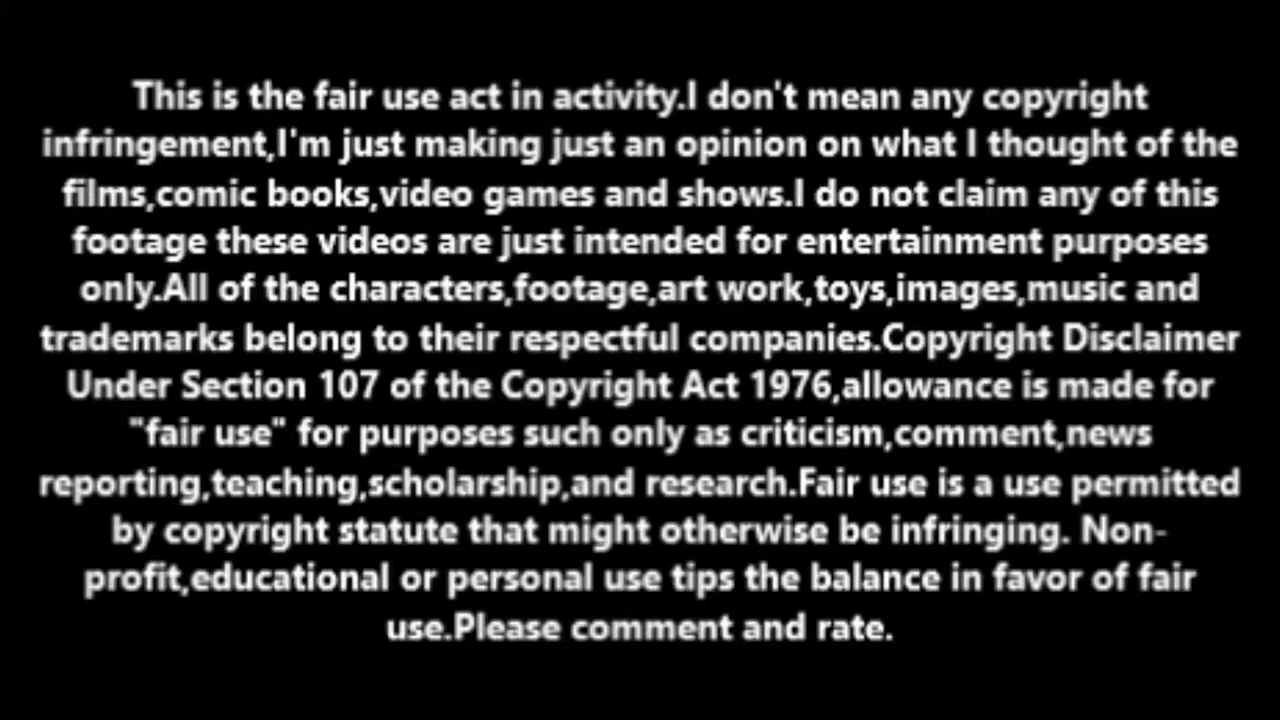 This is the fair use act in activity.I don't mean any copyright
infringement,I'm just making just an opinion on what I thought of the
films,comic books,video games and shows.I do not claim any of this
footage these videos are just intended for entertainment purposes
only.All of the characters,footage,art work,toys,images,music and
trademarks belong to their respectful companies.Copyright Disclaimer
Under Section 107 of the Copyright Act 1976,allowance is made for
"fair use" for purposes such only as criticism,comment,news
reporting,teaching,scholarship,and research.Fair use is a use permitted
by copyright statute that might otherwise be infringing. Non-
profit,educational or personal use tips the balance in favor of fair
use.Please comment and rate.